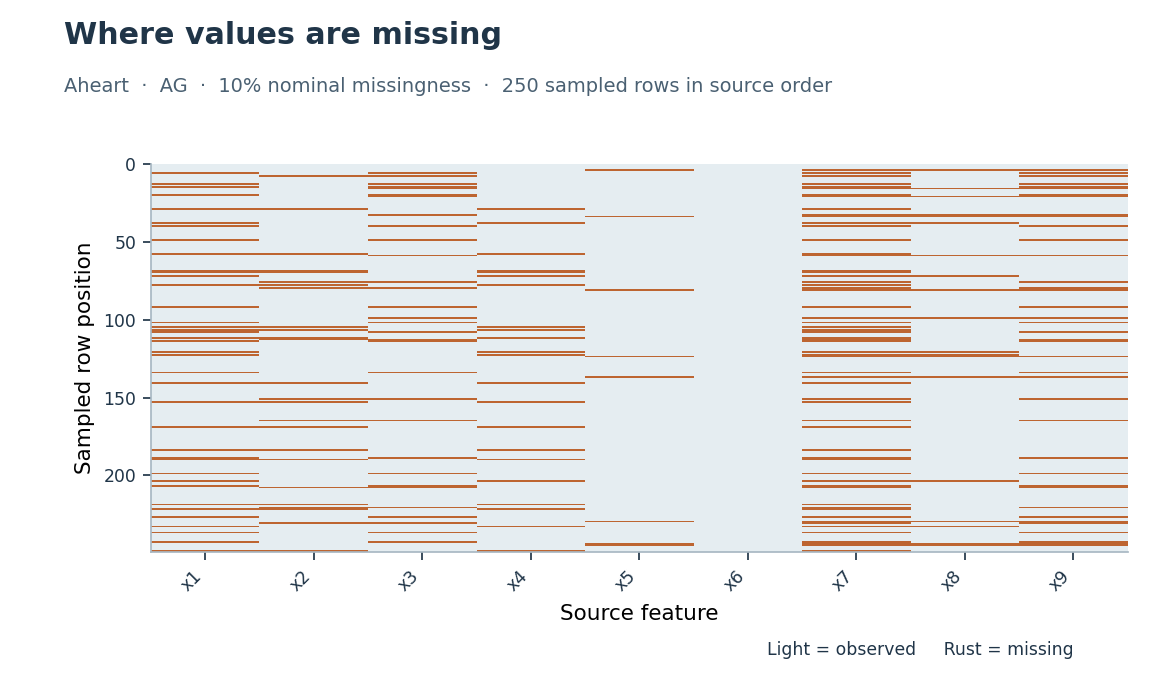 Where values are missing
Aheart · AG · 10% nominal missingness · 250 sampled rows in source order
0
50
100
150
200
Sampled row position
x1 x2 x3 x4 x5 x6 x7 x8 x9
Source feature
Light = observed Rust = missing